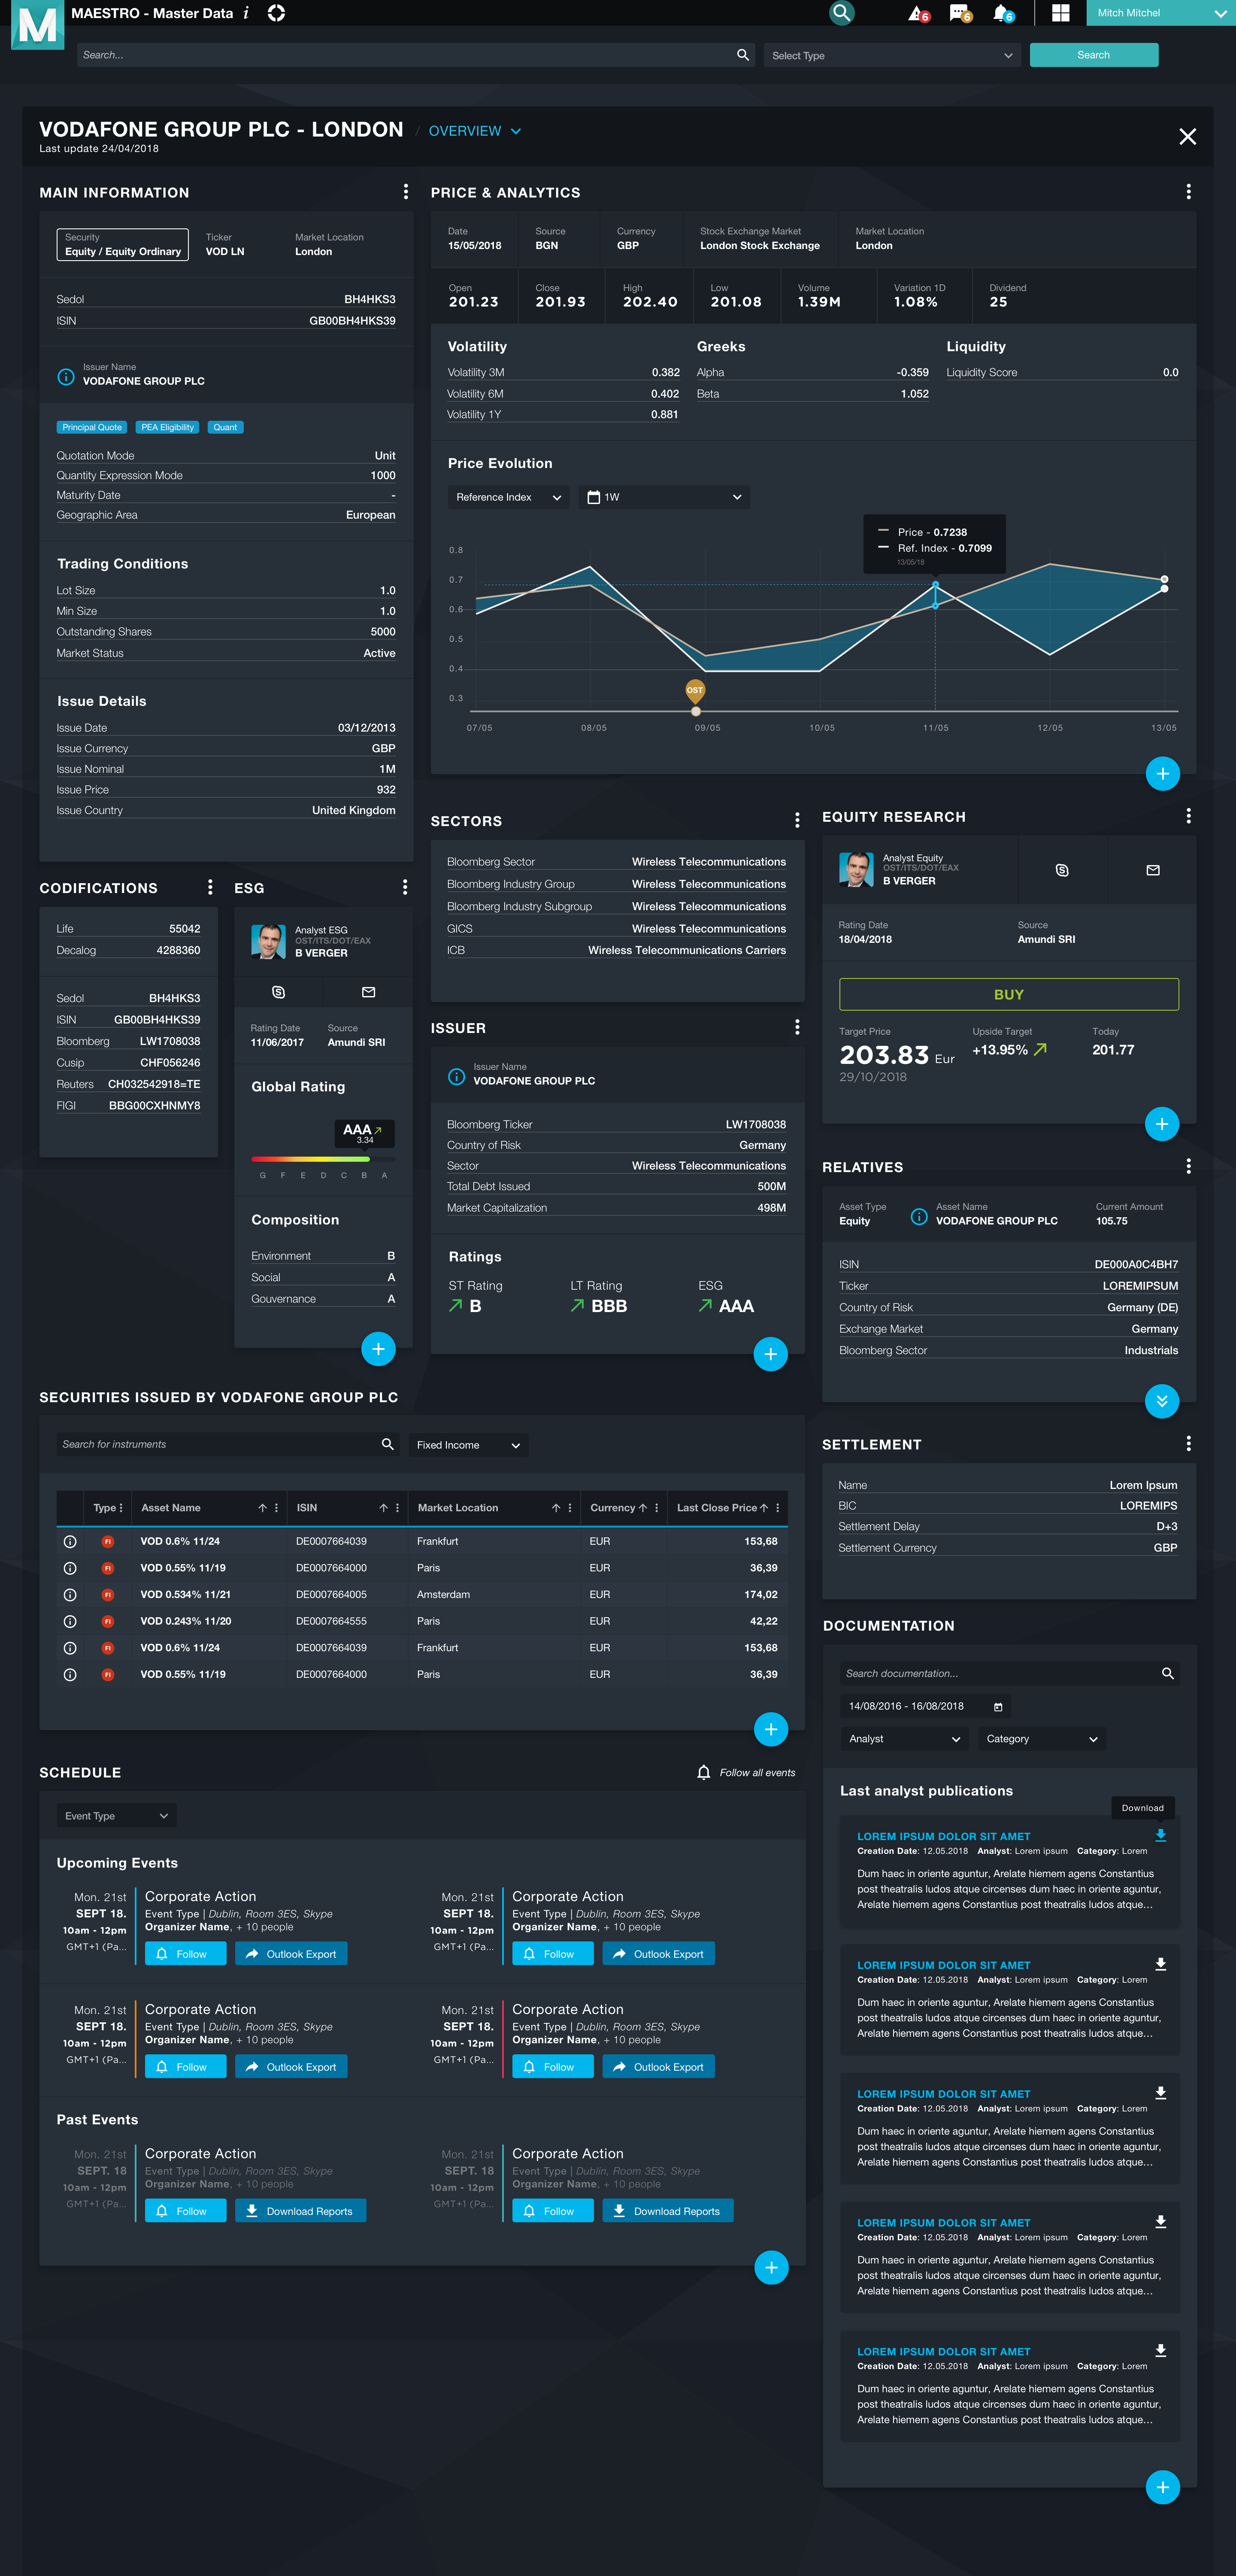 M
MAESTRO - Master Data i
6
6
6
Mitch Mitchel
Search...
Select Type
Search
VODAFONE GROUP PLC - LONDON / OVERVIEW
Last update 24/04/2018
MAIN INFORMATION
Security
Equity / Equity Ordinary
Ticker
VOD LN
Market Location
London
Sedol BH4HKS3
ISIN GB00BH4HKS39
Issuer Name
VODAFONE GROUP PLC
Principal Quote PEA Eligibility Quant
Quotation Mode Unit
Quantity Expression Mode 1000
Maturity Date -
Geographic Area European
Trading Conditions
Lot Size 1.0
Min Size 1.0
Outstanding Shares 5000
Market Status Active
Issue Details
Issue Date 03/12/2013
Issue Currency GBP
Issue Nominal 1M
Issue Price 932
Issue Country United Kingdom
PRICE & ANALYTICS
Date
15/05/2018
Source
BGN
Currency
GBP
Stock Exchange Market
London Stock Exchange
Market Location
London
Open
201.23
Close
201.93
High
202.40
Low
201.08
Volume
1.39M
Variation 1D
1.08%
Dividend
25
Volatility
Volatility 3M 0.382
Volatility 6M 0.402
Volatility 1Y 0.881
Greeks
Alpha -0.359
Beta 1.052
Liquidity
Liquidity Score 0.0
Price Evolution
Reference Index
1W
Price - 0.7238
Ref. Index - 0.7099
13/05/18
0.8
0.7
0.6
0.5
0.4
0.3
OST
07/05 08/05 09/05 10/05 11/05 12/05 13/05
CODIFICATIONS
Life 55042
Decalog 4288360
Sedol BH4HKS3
ISIN GB00BH4HKS39
Bloomberg LW1708038
Cusip CHF056246
Reuters CH032542918=TE
FIGI BBG00CXHNMY8
ESG
Analyst ESG
OST/ITS/DOT/EAX
B VERGER
Rating Date
11/06/2017
Source
Amundi SRI
Global Rating
AAA
3.34
G F E D C B A
Composition
Environment B
Social A
Gouvernance A
SECTORS
Bloomberg Sector Wireless Telecommunications
Bloomberg Industry Group Wireless Telecommunications
Bloomberg Industry Subgroup Wireless Telecommunications
GICS Wireless Telecommunications
ICB Wireless Telecommunications Carriers
ISSUER
Issuer Name
VODAFONE GROUP PLC
Bloomberg Ticker LW1708038
Country of Risk Germany
Sector Wireless Telecommunications
Total Debt Issued 500M
Market Capitalization 498M
Ratings
ST Rating
B
LT Rating
BBB
ESG
AAA
EQUITY RESEARCH
Analyst Equity
OST/ITS/DOT/EAX
B VERGER
Rating Date
18/04/2018
Source
Amundi SRI
BUY
Target Price
203.83 Eur
29/10/2018
Upside Target
+13.95%
Today
201.77
RELATIVES
Asset Type
Equity
Asset Name
VODAFONE GROUP PLC
Current Amount
105.75
ISIN DE000A0C4BH7
Ticker LOREMIPSUM
Country of Risk Germany (DE)
Exchange Market Germany
Bloomberg Sector Industrials
SECURITIES ISSUED BY VODAFONE GROUP PLC
Search for instruments
Fixed Income
Type Asset Name ISIN Market Location Currency Last Close Price
FI VOD 0.6% 11/24 DE0007664039 Frankfurt EUR 153,68
FI VOD 0.55% 11/19 DE0007664000 Paris EUR 36,39
FI VOD 0.534% 11/21 DE0007664005 Amsterdam EUR 174,02
FI VOD 0.243% 11/20 DE0007664555 Paris EUR 42,22
FI VOD 0.6% 11/24 DE0007664039 Frankfurt EUR 153,68
FI VOD 0.55% 11/19 DE0007664000 Paris EUR 36,39
SETTLEMENT
Name Lorem Ipsum
BIC LOREMIPS
Settlement Delay D+3
Settlement Currency GBP
SCHEDULE
Follow all events
Event Type
Upcoming Events
Mon. 21st
SEPT 18.
10am - 12pm
GMT+1 (Pa...
Corporate Action
Event Type | Dublin, Room 3ES, Skype
Organizer Name, + 10 people
Follow
Outlook Export
Mon. 21st
SEPT 18.
10am - 12pm
GMT+1 (Pa...
Corporate Action
Event Type | Dublin, Room 3ES, Skype
Organizer Name, + 10 people
Follow
Outlook Export
Mon. 21st
SEPT 18.
10am - 12pm
GMT+1 (Pa...
Corporate Action
Event Type | Dublin, Room 3ES, Skype
Organizer Name, + 10 people
Follow
Outlook Export
Mon. 21st
SEPT 18.
10am - 12pm
GMT+1 (Pa...
Corporate Action
Event Type | Dublin, Room 3ES, Skype
Organizer Name, + 10 people
Follow
Outlook Export
Past Events
Mon. 21st
SEPT. 18
10am - 12pm
GMT+1 (Pa...
Corporate Action
Event Type | Dublin, Room 3ES, Skype
Organizer Name, + 10 people
Follow
Download Reports
Mon. 21st
SEPT. 18
10am - 12pm
GMT+1 (Pa...
Corporate Action
Event Type | Dublin, Room 3ES, Skype
Organizer Name, + 10 people
Follow
Download Reports
DOCUMENTATION
Search documentation...
14/08/2016 - 16/08/2018
Analyst
Category
Last analyst publications
Download
LOREM IPSUM DOLOR SIT AMET
Creation Date: 12.05.2018 Analyst: Lorem ipsum Category: Lorem
Dum haec in oriente aguntur, Arelate hiemem agens Constantius
post theatralis ludos atque circenses dum haec in oriente aguntur,
Arelate hiemem agens Constantius post theatralis ludos atque...
LOREM IPSUM DOLOR SIT AMET
Creation Date: 12.05.2018 Analyst: Lorem ipsum Category: Lorem
Dum haec in oriente aguntur, Arelate hiemem agens Constantius
post theatralis ludos atque circenses dum haec in oriente aguntur,
Arelate hiemem agens Constantius post theatralis ludos atque...
LOREM IPSUM DOLOR SIT AMET
Creation Date: 12.05.2018 Analyst: Lorem ipsum Category: Lorem
Dum haec in oriente aguntur, Arelate hiemem agens Constantius
post theatralis ludos atque circenses dum haec in oriente aguntur,
Arelate hiemem agens Constantius post theatralis ludos atque...
LOREM IPSUM DOLOR SIT AMET
Creation Date: 12.05.2018 Analyst: Lorem ipsum Category: Lorem
Dum haec in oriente aguntur, Arelate hiemem agens Constantius
post theatralis ludos atque circenses dum haec in oriente aguntur,
Arelate hiemem agens Constantius post theatralis ludos atque...
LOREM IPSUM DOLOR SIT AMET
Creation Date: 12.05.2018 Analyst: Lorem ipsum Category: Lorem
Dum haec in oriente aguntur, Arelate hiemem agens Constantius
post theatralis ludos atque circenses dum haec in oriente aguntur,
Arelate hiemem agens Constantius post theatralis ludos atque...